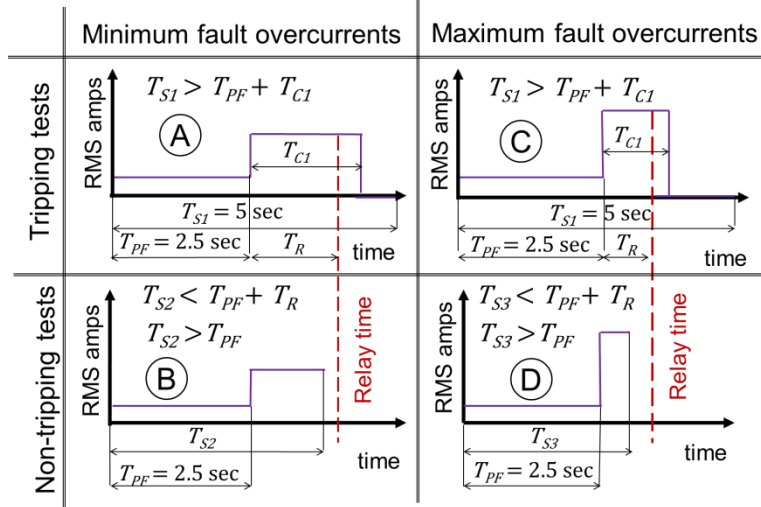 Minimum fault overcurrents
Maximum fault overcurrents
Tripping tests
RMS amps
T_S1 > T_PF + T_C1
A
T_C1
T_S1 = 5 sec
T_PF = 2.5 sec
T_R
time
RMS amps
T_S1 > T_PF + T_C1
C
T_C1
T_S1 = 5 sec
T_PF = 2.5 sec
T_R
time
Non-tripping tests
RMS amps
T_S2 < T_PF + T_R
T_S2 > T_PF
B
Relay time
T_S2
time
T_PF = 2.5 sec
RMS amps
T_S3 < T_PF + T_R
T_S3 > T_PF
D
Relay time
T_S3
time
T_PF = 2.5 sec